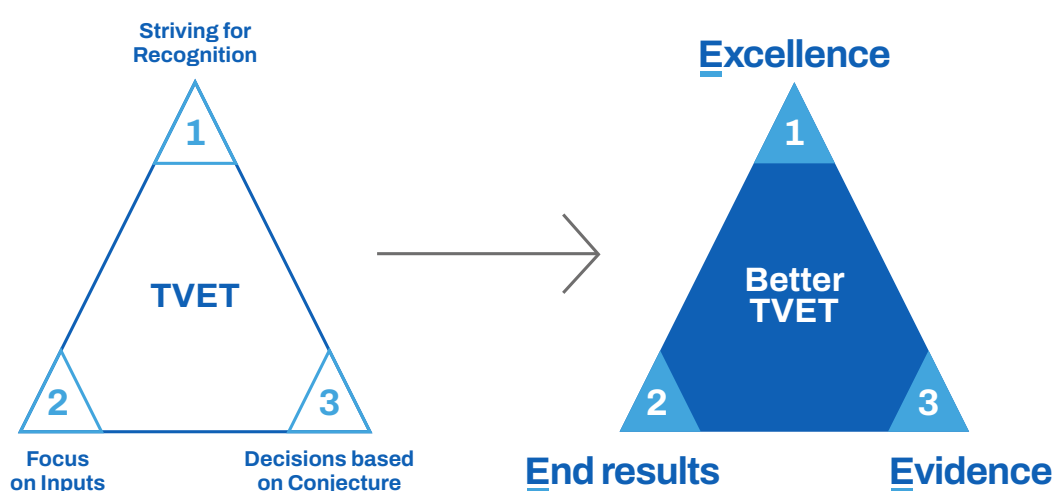 Striving for
Recognition
1
TVET
2
3
Focus
on Inputs
Decisions based
on Conjecture
Excellence
1
Better
TVET
2
3
End results
Evidence